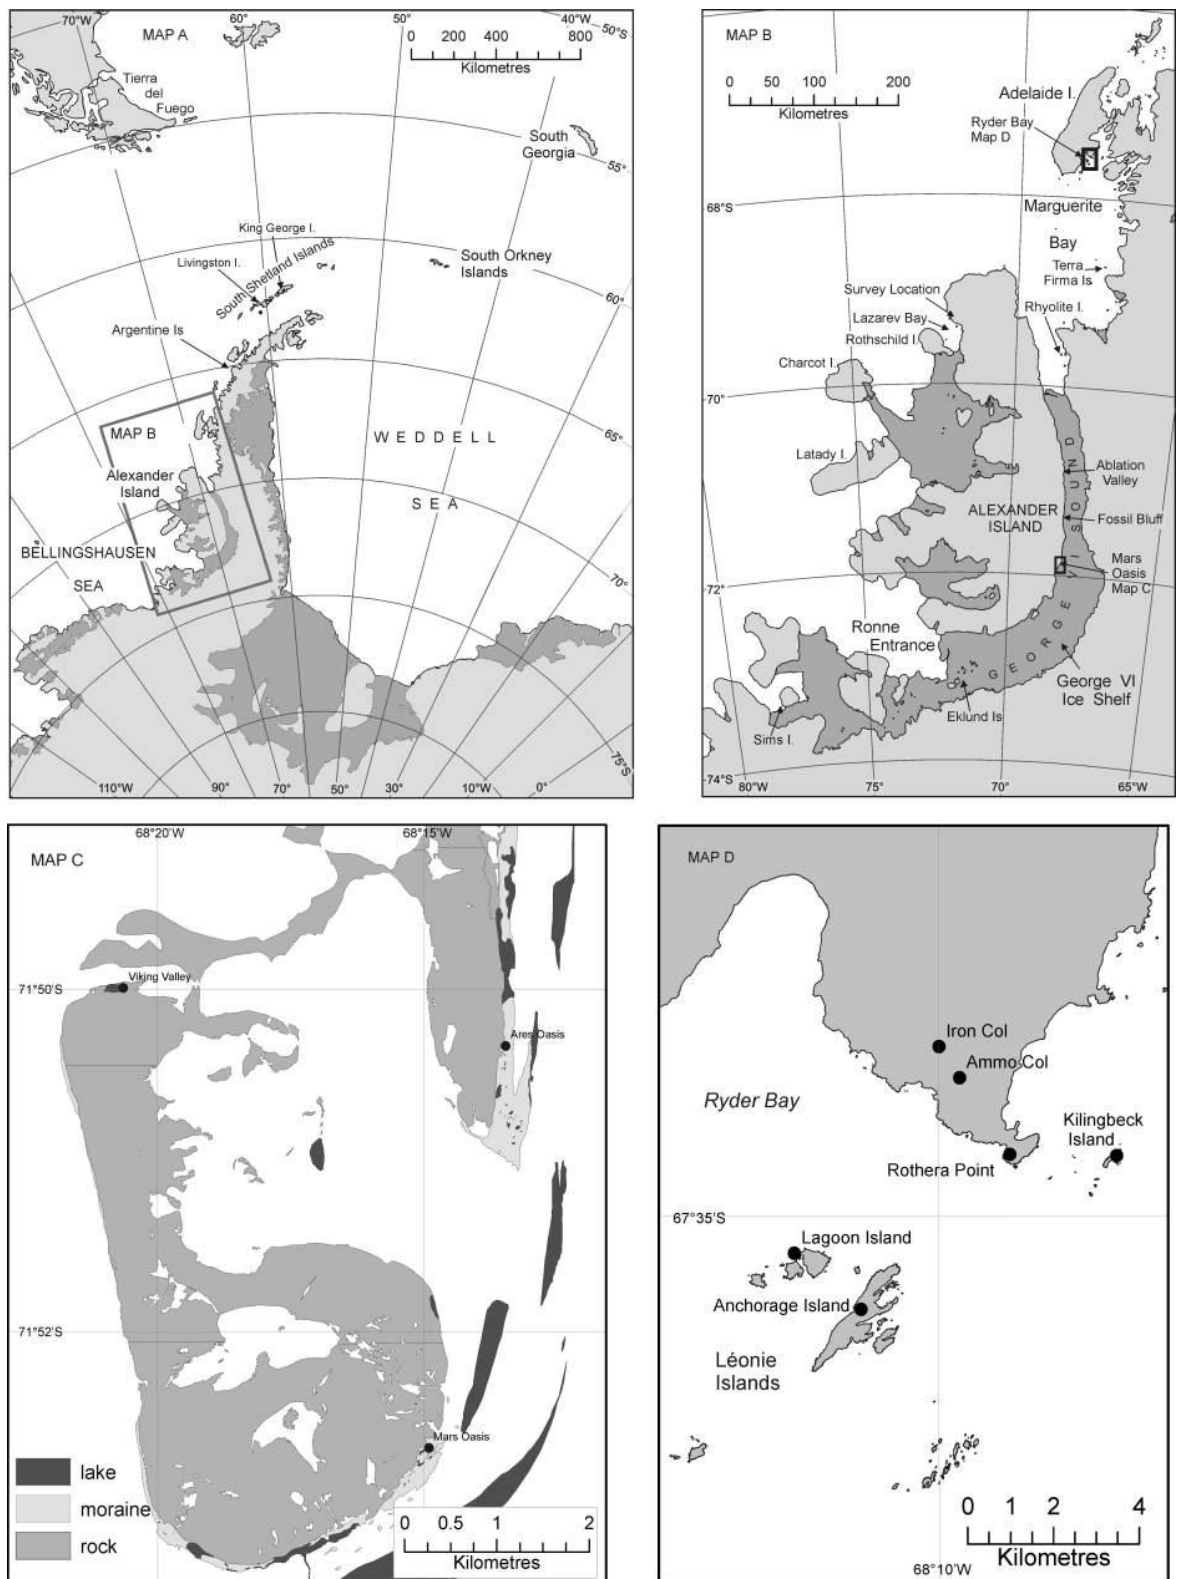 70°W
60°
50°
40°W
50°S
MAP A
0 200 400 600 800
Kilometres
Tierra
del
Fuego
South
Georgia
55°
King George I.
Livingston I.
South Shetland Islands
South Orkney
Islands
60°
Argentine Is
MAP B
WEDDELL
65°
Alexander
Island
SEA
BELLINGSHAUSEN
SEA
70°
75°S
110°W
90°
70°
50°
30°
0°
MAP B
0 50 100 150 200
Kilometres
Adelaide I.
Ryder Bay
Map D
68°S
Marguerite
Bay
Terra
Firma Is
Survey Location
Rhyolite I.
Lazarev Bay
Rothschild I.
Charcot I.
70°S
Latady I.
Ablation
Valley
ALEXANDER
ISLAND
Fossil Bluff
GEORGE VI SOUND
Mars
Oasis
Map C
72°S
Ronne
Entrance
George VI
Ice Shelf
Eklund Is
Sims I.
74°S
80°W
75°
70°
65°W
68°20'W
68°15'W
MAP C
Viking Valley
71°50'S
Ares Oasis
71°52'S
Mars Oasis
lake
moraine
rock
0 0.5 1 2
Kilometres
MAP D
Iron Col
Ammo Col
Ryder Bay
Kilingbeck
Island
Rothera Point
67°35'S
Lagoon Island
Anchorage Island
Léonie
Islands
0 1 2 4
Kilometres
68°10'W